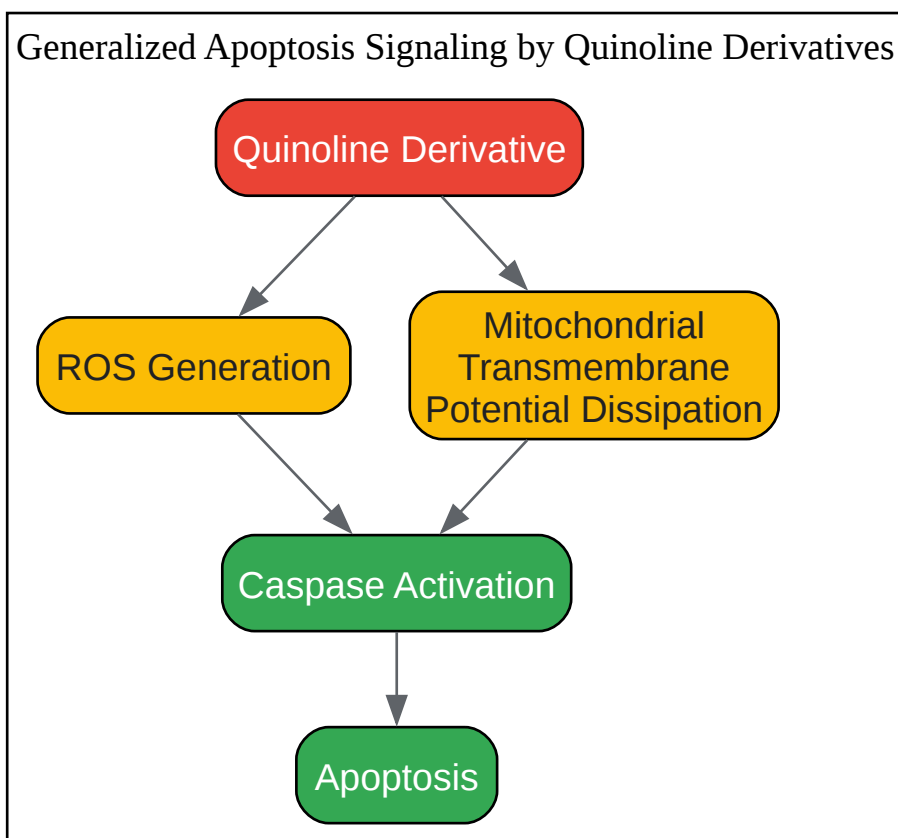 Generalized Apoptosis Signaling by Quinoline Derivatives
Quinoline Derivative
ROS Generation
Mitochondrial
Transmembrane
Potential Dissipation
Caspase Activation
Apoptosis